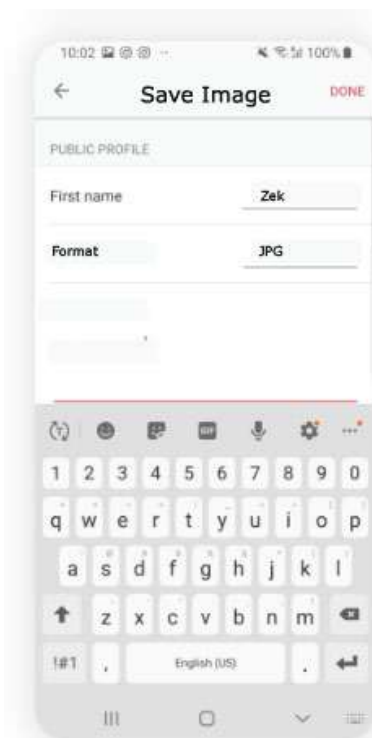 10:02 100%
Save Image DONE
PUBLIC PROFILE
First name Zek
Format JPG
GIF
1 2 3 4 5 6 7 8 9 0
q w e r t y u i o p
a s d f g h j k l
z x c v b n m
!#1 , English (US) .